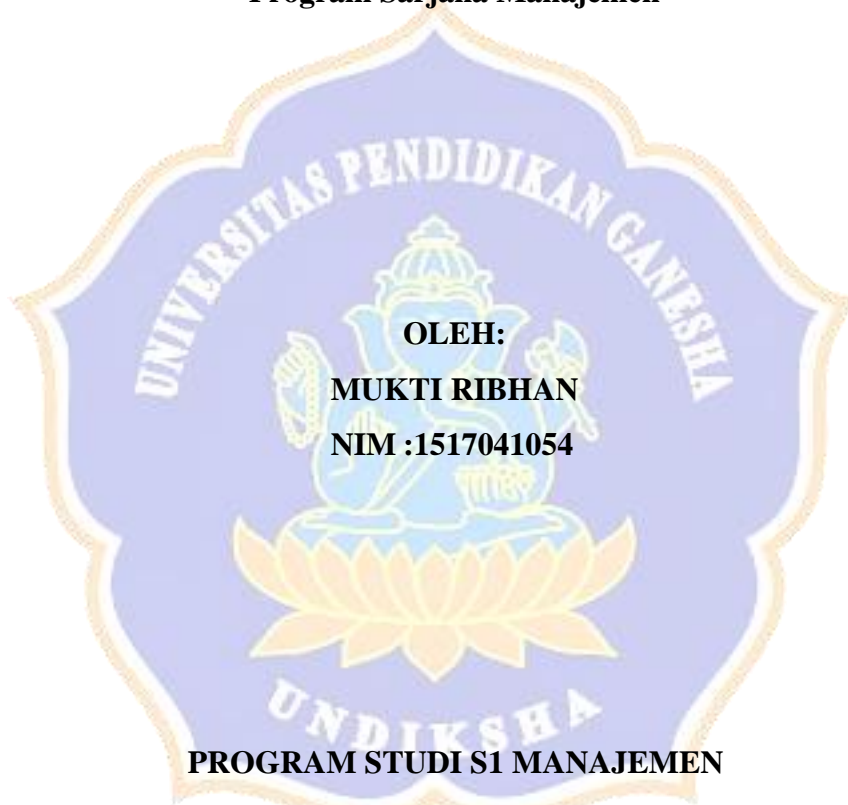 Program Sarjana Manajemen
UNIVERSITAS PENDIDIKAN GANESHA
OLEH:
MUKTI RIBHAN
NIM :1517041054
UNDIKSHA
PROGRAM STUDI S1 MANAJEMEN